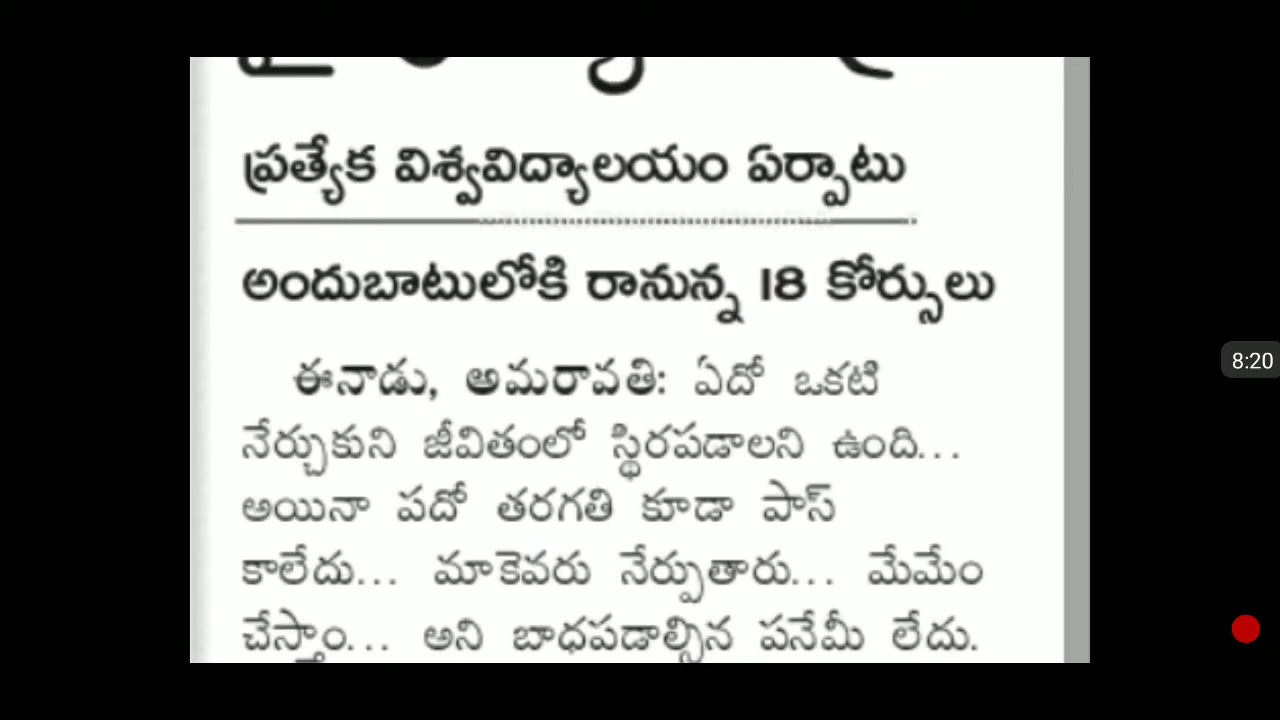 ప్రత్యేక విశ్వవిద్యాలయం ఏర్పాటు
అందుబాటులోకి రానున్న 18 కోర్సులు
ఈనాడు, అమరావతి: ఏదో ఒకటి
నేర్చుకుని జీవితంలో స్థిరపడాలని ఉంది...
అయినా పదో తరగతి కూడా పాస్
కాలేదు... మాకెవరు నేర్పుతారు... మేమేం
చేస్తాం... అని బాధపడాల్సిన పనేమీ లేదు.
8:20